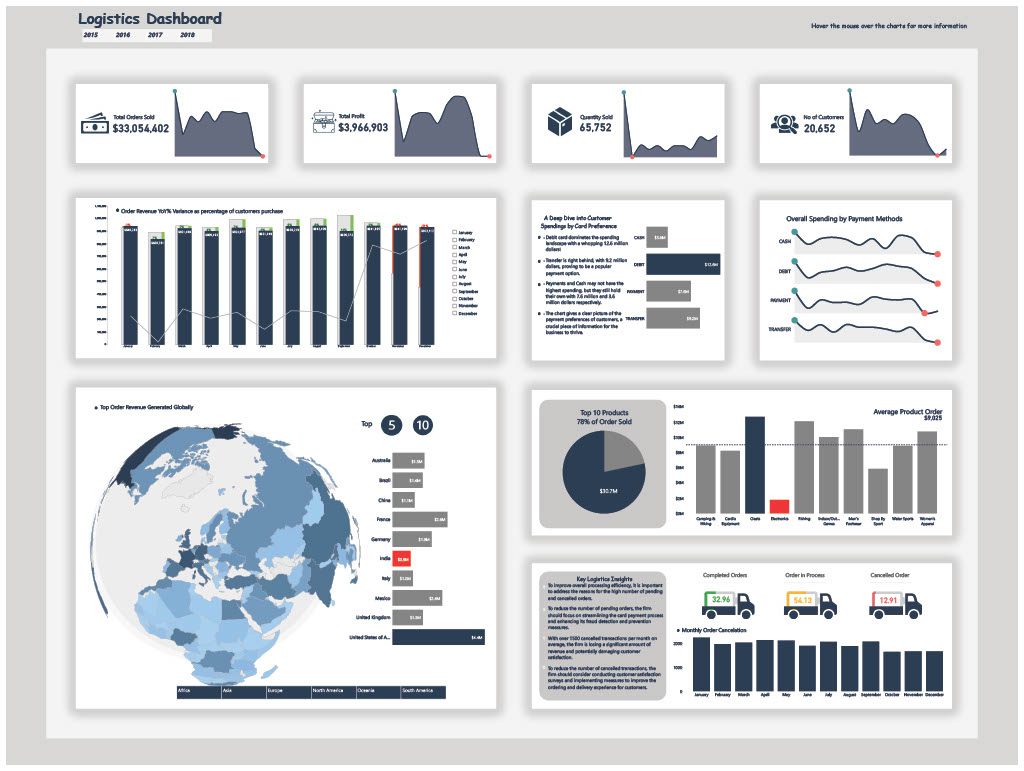 Logistics Dashboard
2015 2016 2017 2018
Hover the mouse over the charts for more information
Total Orders Sold
$33,054,402
Total Profit
$3,966,903
Quantity Sold
65,752
No of Customers
20,652
Order Revenue YoY% Variance as percentage of customers purchase
January
February
March
April
May
June
July
August
September
October
November
December
A Deep Dive into Customer
Spendings by Card Preference
- Debit card dominates the spending
landscape with a whopping 12.6 million
dollars!
- Transfer is right behind, with 9.2 million
dollars, proving to be a popular
payment option.
- Payments and Cash may not have the
highest spending, but they still hold
their own with 7.6 million and 3.6
million dollars respectively.
- The chart gives a clear picture of the
payment preferences of customers, a
crucial piece of information for the
business to thrive.
CASH
DEBIT $12.6M
PAYMENT
TRANSFER $9.2M
Overall Spending by Payment Methods
CASH
DEBIT
PAYMENT
TRANSFER
Top Order Revenue Generated Globally
Top 5 10
Australia
Brazil
China
France
Germany
India
Italy
Mexico
United Kingdom
United States of A...
Africa Asia Europe North America Oceania South America
Top 10 Products
78% of Order Sold
$30.7M
Average Product Order
$9,025
$14M
$12M
$10M
$8M
$6M
$4M
$2M
$0M
Camping &
Hiking
Cardio
Equipment
Cleats
Electronics
Fishing
Indoor/Out...
Games
Men's
Footwear
Shop By
Sport
Water Sports
Women's
Apparel
Key Logistics Insights
To improve overall processing efficiency, it is important
to address the reasons for the high number of pending
and cancelled orders.
To reduce the number of pending orders, the firm
should focus on streamlining the card payment process
and enhancing its fraud detection and prevention
measures.
With over 1500 cancelled transactions per month on
average, the firm is losing a significant amount of
revenue and potentially damaging customer
satisfaction.
To reduce the number of cancelled transactions, the
firm should consider conducting customer satisfaction
surveys and implementing measures to improve the
ordering and delivery experience for customers.
Completed Orders Order in Process Cancelled Order
32.96 54.12 12.91
Monthly Order Cancelation
2000
1000
0
January February March April May June July August September October November December